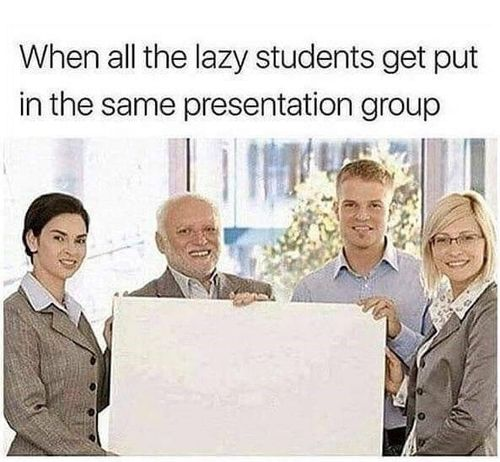 When all the lazy students get put
in the same presentation group